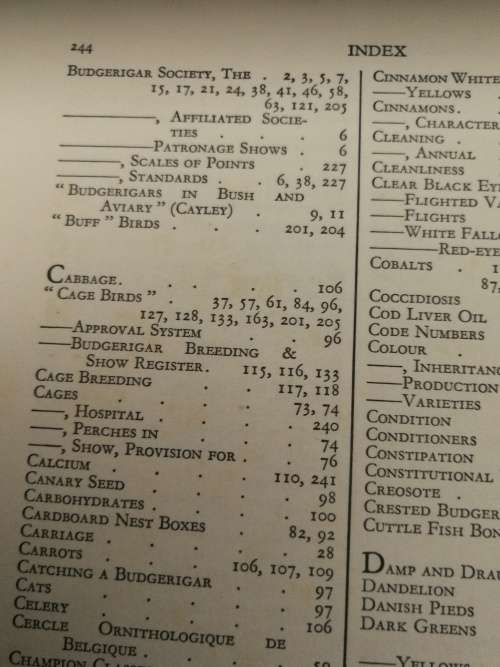 244
INDEX
BUDGERIGAR SOCIETY, THE . 2, 3, 5, 7,
15, 17, 21, 24, 38, 41, 46, 58,
63, 121, 205
———, AFFILIATED SOCIE-
TIES . . . 6
———PATRONAGE SHOWS . 6
———, SCALES OF POINTS . 227
———, STANDARDS . . 6, 38, 227
"BUDGERIGARS IN BUSH AND
AVIARY" (CAYLEY) . 9, 11
"BUFF" BIRDS . . . 201, 204
CABBAGE . . . . . 106
"CAGE BIRDS" . 37, 57, 61, 84, 96,
127, 128, 133, 163, 201, 205
——APPROVAL SYSTEM . . 96
——BUDGERIGAR BREEDING &
SHOW REGISTER. 115, 116, 133
CAGE BREEDING . . 117, 118
CAGES . . . . 73, 74
——, HOSPITAL . . . . 240
——, PERCHES IN . . . 74
——, SHOW, PROVISION FOR . . 76
CALCIUM . . . . 110, 241
CANARY SEED . . . . 98
CARBOHYDRATES . . . . 100
CARDBOARD NEST BOXES . 82, 92
CARRIAGE . . . . 28
CARROTS . . . 106, 107, 109
CATCHING A BUDGERIGAR . . 97
CATS . . . . . 97
CELERY . . . . . 106
CERCLE ORNITHOLOGIQUE DE
BELGIQUE . . . .
CHAMPION
CINNAMON WHITE
——YELLOWS
CINNAMONS .
——, CHARACTER
CLEANING .
——, ANNUAL
CLEANLINESS
CLEAR BLACK EYE
——FLIGHTED
——FLIGHTS
——WHITE FALLO
———RED-EYE
COBALTS . 1
87,
COCCIDIOSIS
COD LIVER OIL
CODE NUMBERS
COLOUR .
——, INHERITANC
——PRODUCTION
——VARIETIES
CONDITION
CONDITIONERS
CONSTIPATION
CONSTITUTIONAL
CREOSOTE .
CRESTED BUDGER
CUTTLE FISH BON
DAMP AND DRAU
DANDELION
DANISH PIEDS
DARK GREENS
——YELLOWS